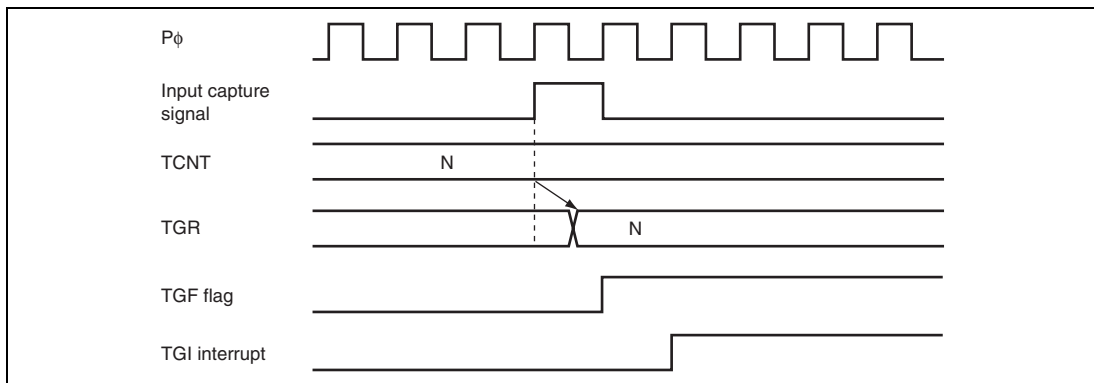 Pϕ
Input capture
signal
TCNT
N
TGR
N
TGF flag
TGI interrupt